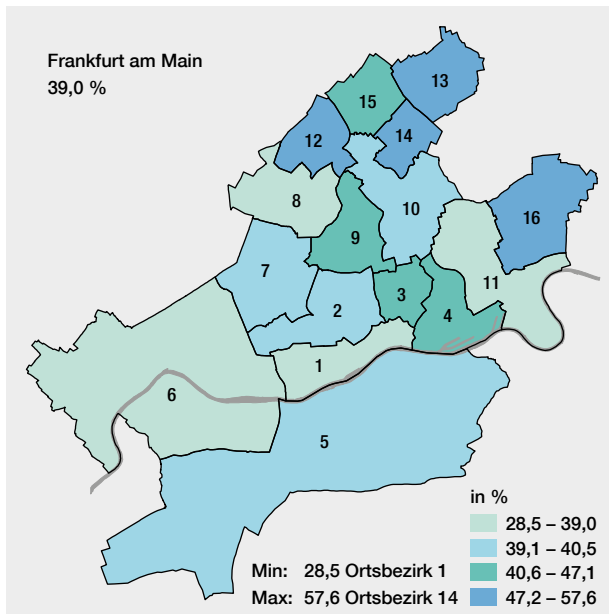 Frankfurt am Main
39,0 %
13
15
12
14
8
10
16
9
7
11
3
2
4
1
6
5
in %
28,5 – 39,0
39,1 – 40,5
40,6 – 47,1
47,2 – 57,6
Min: 28,5 Ortsbezirk 1
Max: 57,6 Ortsbezirk 14